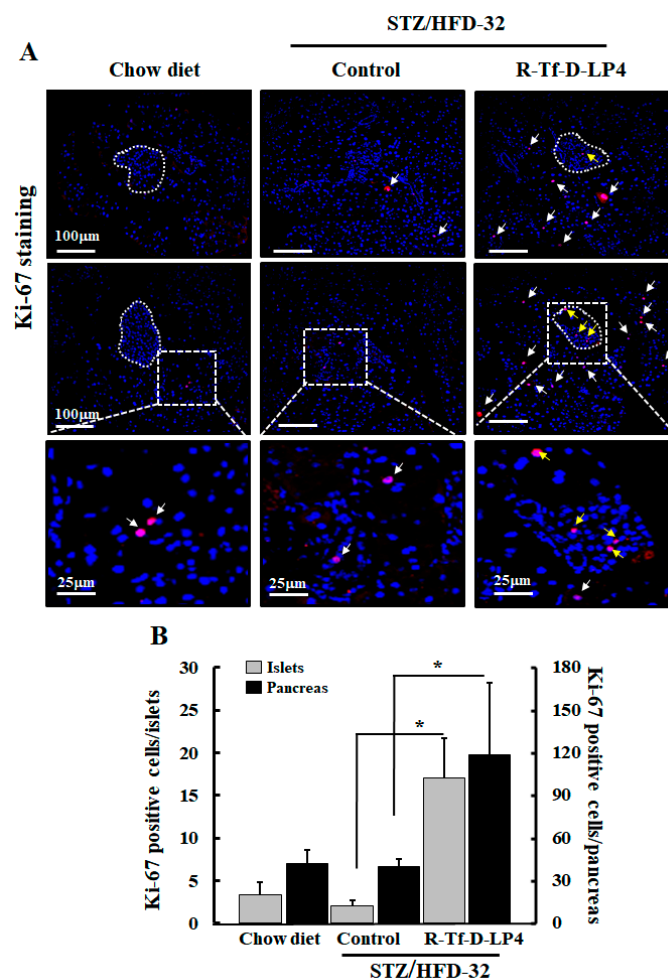 STZ/HFD-32
A
Chow diet
Control
R-Tf-D-LP4
Ki-67 staining
100μm
100μm
25μm
25μm
25μm
B
Islets
Pancreas
*
*
Ki-67 positive cells/islets
30
25
20
15
10
5
0
180
150
120
90
60
30
0
Ki-67 positive
cells/pancreas
Chow diet
Control
R-Tf-D-LP4
STZ/HFD-32